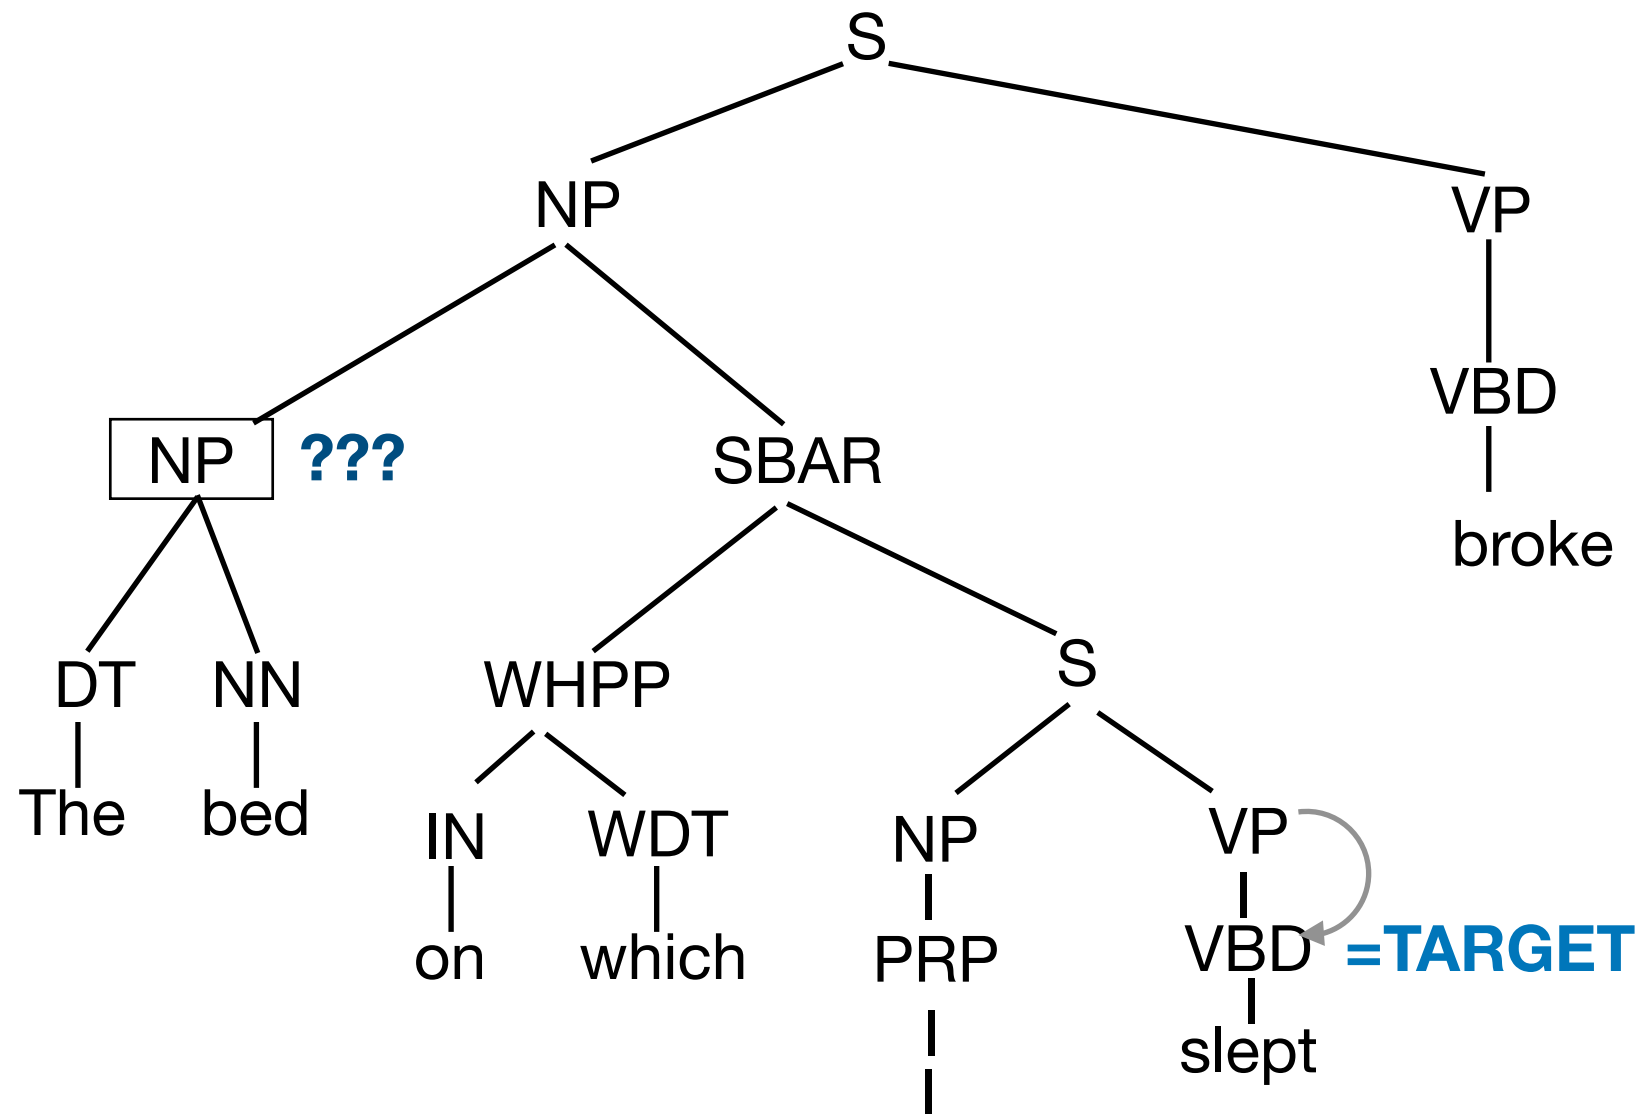 S
NP VP
VBD
NP ??? SBAR
broke
S
DT NN WHPP
The bed IN WDT NP VP
on which PRP VBD =TARGET
slept
I